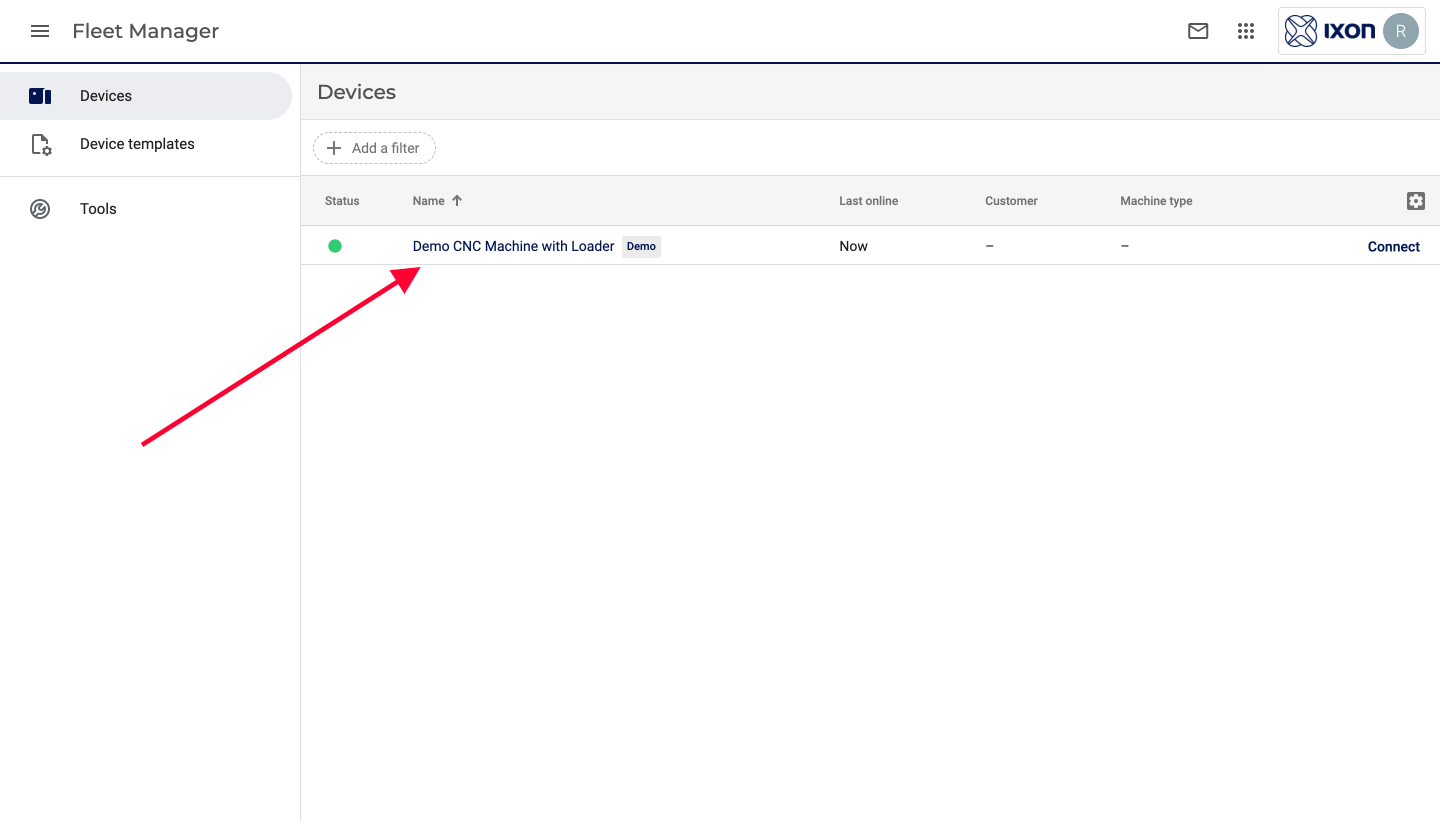 Fleet Manager
IXON
R
Devices
Device templates
Tools
Devices
Add a filter
Status Name Last online Customer Machine type
Demo CNC Machine with Loader Demo Now – – Connect